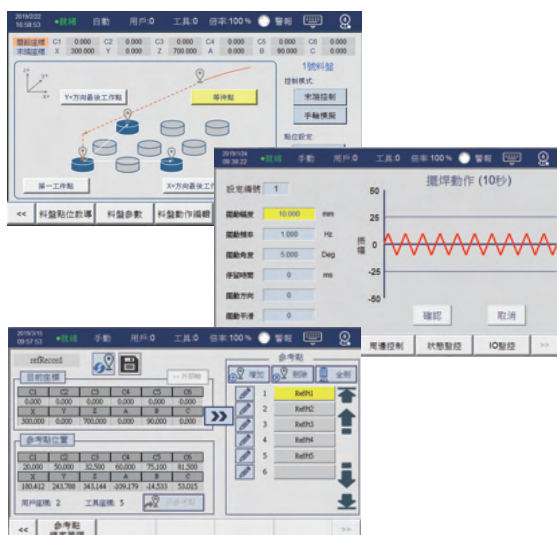 2019/1/22
16:58:53
就緒 自動 用戶:0 工具:0 倍率:100% 警報
C1 0.000 C2 0.000 C3 0.000 C4 0.000 C5 0.000 C6 0.000
末端座標 X 300.000 Y 0.000 Z 700.000 A 0.000 B 90.000 C 0.000
1號料盤
控制模式:
末端控制
手輪模擬
點位設定:
Y+方向最後工作點
等待點
第一工作點
X+方向最後工作
<< 料盤點位教導 料盤參數 料盤動作編輯
2019/1/24
09:38:22
就緒 手動 用戶:0 工具:0 倍率:100% 警報
設定編號 1
擺焊動作 (10秒)
擺動幅度 10.000 mm
擺動頻率 1.000 Hz
擺動角度 5.000 Deg
停留時間 0 ms
擺動方向 0
擺動平滑 0
振幅
50
25
0
-25
-50
確認 取消
周邊控制 狀態監控 IO監控 >>
2019/3/15
09:57:53
就緒 手動 用戶:0 工具:0 倍率:100% 警報
refRecord
目前座標
C1 C2 C3 C4 C5 C6
0.000 0.000 0.000 0.000 0.000 0.000
X Y Z A B C
300.000 0.000 700.000 0.000 90.000 0.000
參考點位置
C1 C2 C3 C4 C5 C6
20.000 50.000 32.500 60.000 75.100 81.500
X Y Z A B C
180.412 243.788 343.144 -109.179 -14.533 53.015
用戶座標: 2 工具座標: 5
參考點
增加 刪除 全刪
1 RefPt1
2 RefPt2
3 RefPt3
4 RefPt4
5 RefPt5
6
<< 參考點 >>